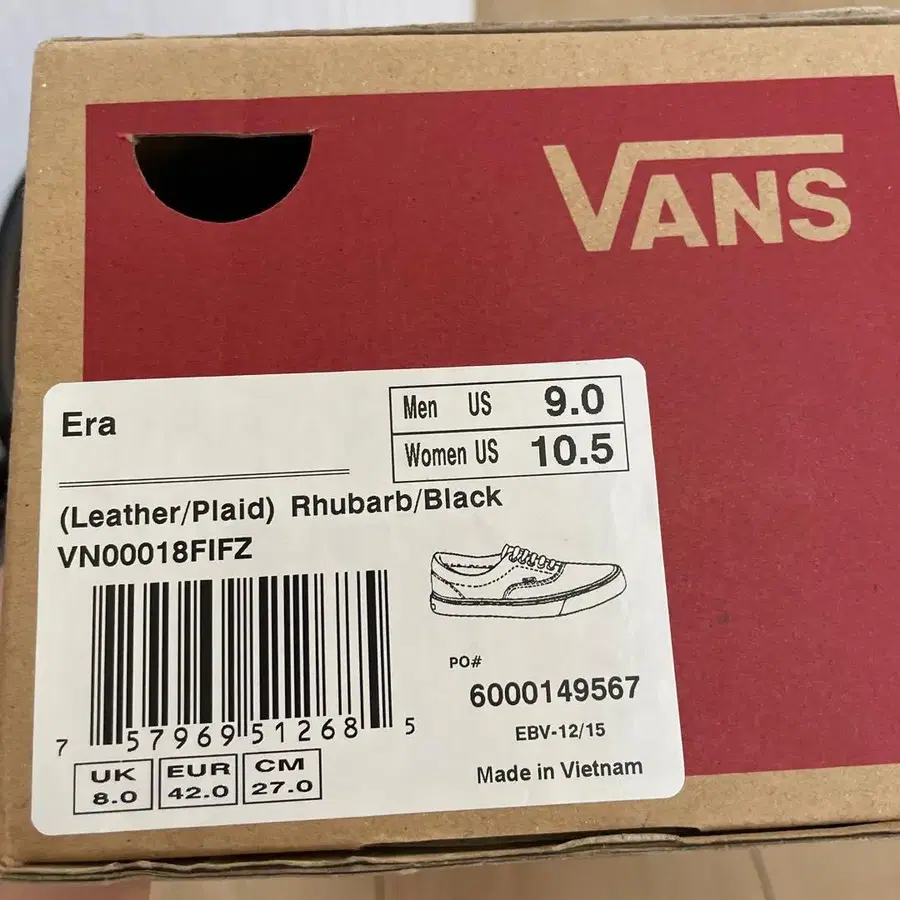 VANS
Era
Men US 9.0
Women US 10.5
(Leather/Plaid) Rhubarb/Black
VN00018FIFZ
PO#
6000149567
EBV-12/15
Made in Vietnam
7 57969 51268 5
UK EUR CM
8.0 42.0 27.0